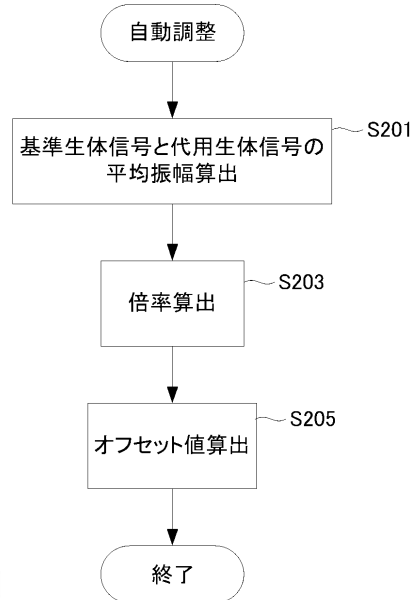 自動調整
S201
基準生体信号と代用生体信号の
平均振幅算出
S203
倍率算出
S205
オフセット値算出
終了